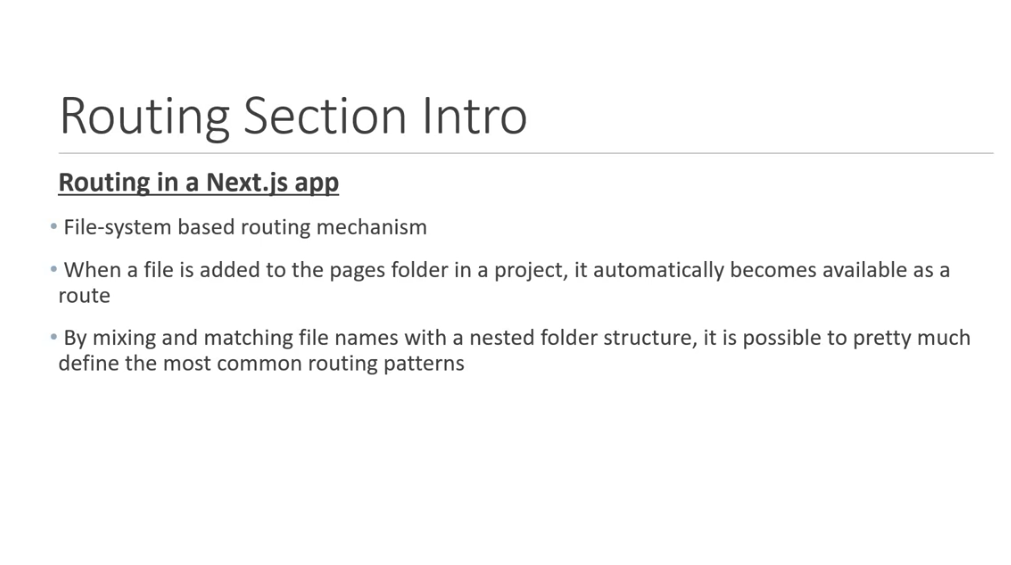 Routing Section Intro
Routing in a Next.js app
• File-system based routing mechanism
• When a file is added to the pages folder in a project, it automatically becomes available as a
route
• By mixing and matching file names with a nested folder structure, it is possible to pretty much
define the most common routing patterns